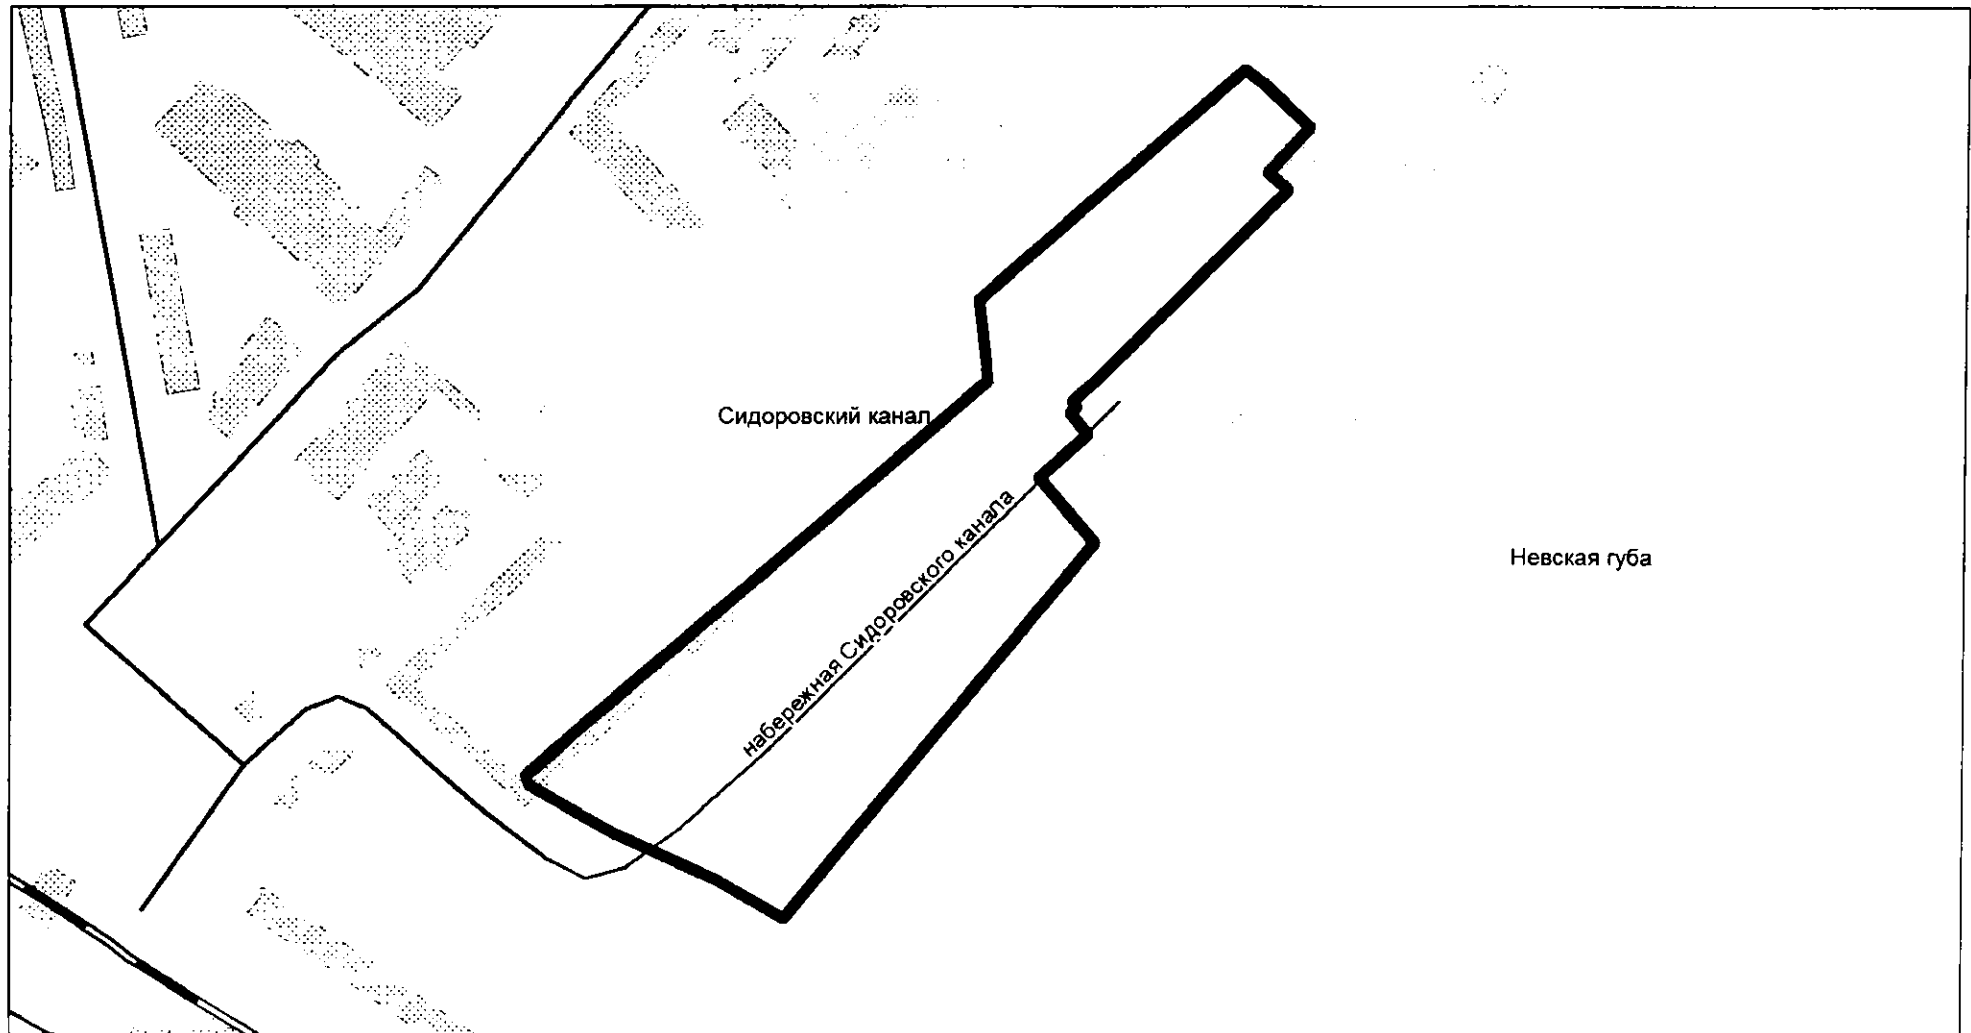 Сидоровский канал
набережная Сидоровского канала
Невская губа